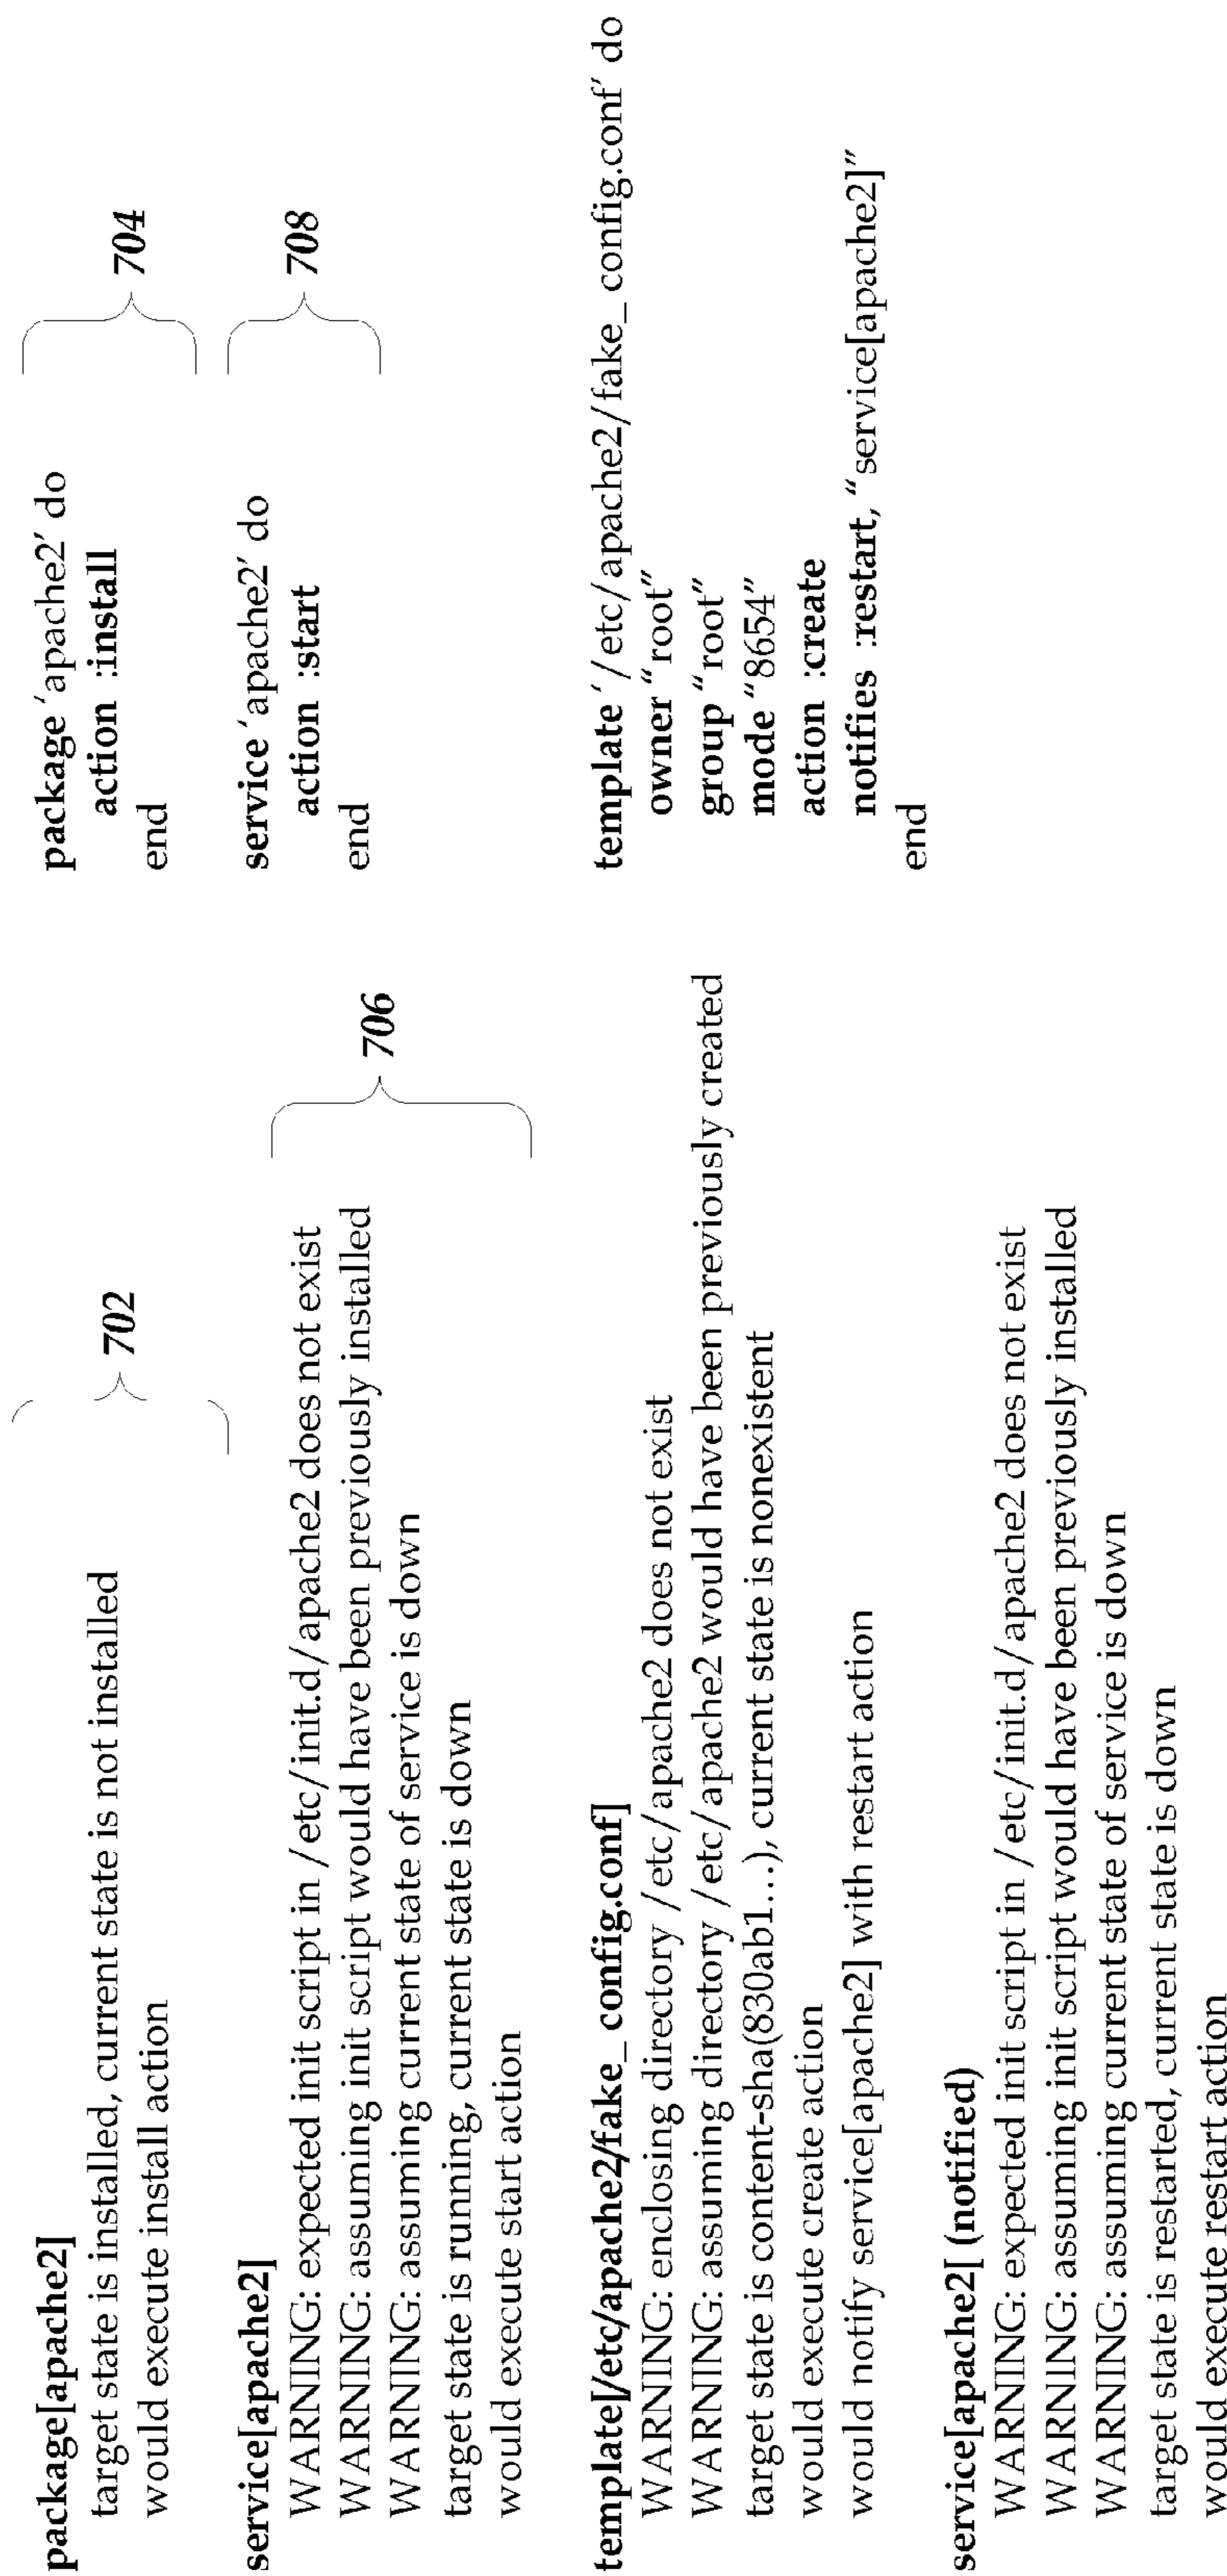 package[apache2]
target state is installed, current state is not installed
would execute install action
702
service[apache2]
WARNING: expected init script in /etc/init.d/apache2 does not exist
WARNING: assuming init script would have been previously installed
WARNING: assuming current state of service is down
target state is running, current state is down
would execute start action
706
template[/etc/apache2/fake_config.conf]
WARNING: enclosing directory /etc/apache2 does not exist
WARNING: assuming directory /etc/apache2 would have been previously created
target state is content-sha(830ab1...), current state is nonexistent
would execute create action
would notify service[apache2] with restart action
service[apache2[ (notified)
WARNING: expected init script in /etc/init.d/apache2 does not exist
WARNING: assuming init script would have been previously installed
WARNING: assuming current state of service is down
target state is restarted, current state is down
would execute restart action
package 'apache2' do
action :install
end
704
service 'apache2' do
action :start
end
708
template '/etc/apache2/fake_config.conf' do
owner "root"
group "root"
mode "8654"
action :create
notifies :restart, "service[apache2]"
end